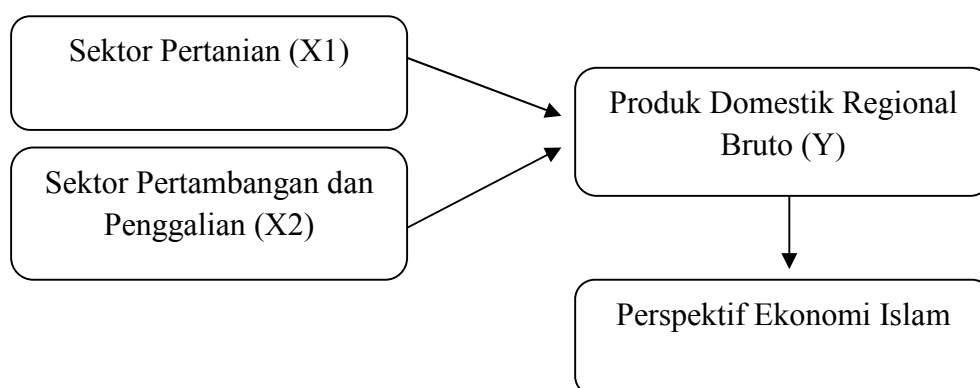 Sektor Pertanian (X1)
Sektor Pertambangan dan
Penggalian (X2)
Produk Domestik Regional
Bruto (Y)
Perspektif Ekonomi Islam